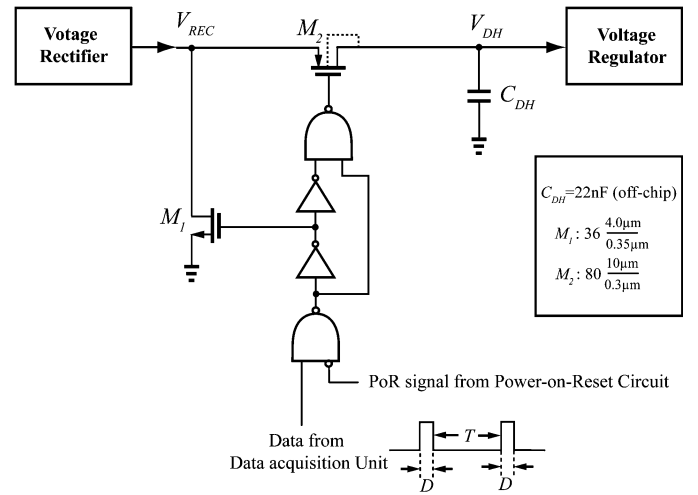 Votage
Rectifier
V_REC
M_2
V_DH
Voltage
Regulator
C_DH
M_1
C_DH=22nF (off-chip)
M_1: 36 4.0µm/0.35µm
M_2: 80 10µm/0.3µm
PoR signal from Power-on-Reset Circuit
Data from
Data acquisition Unit
T
D
D